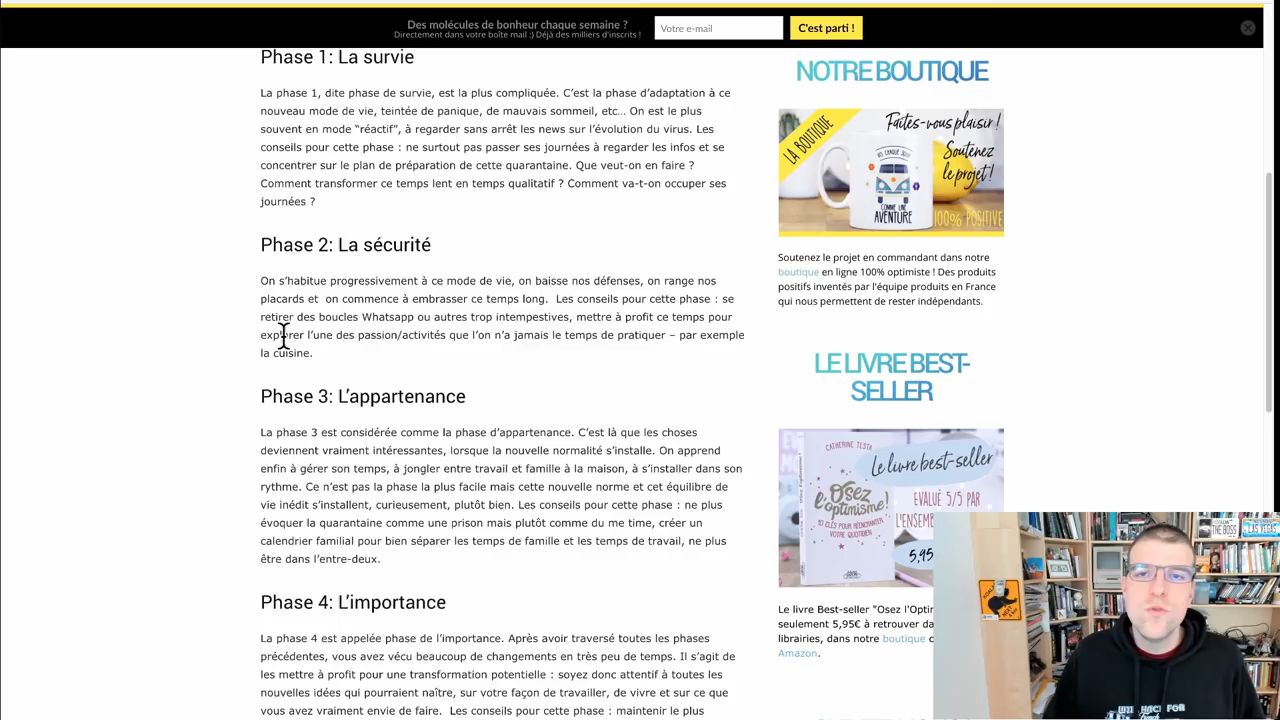 Des molécules de bonheur chaque semaine ?
Directement dans votre boîte mail :) Déjà des milliers d'inscrits !
Votre e-mail
C'est parti !
Phase 1: La survie
La phase 1, dite phase de survie, est la plus compliquée. C’est la phase d’adaptation à ce
nouveau mode de vie, teintée de panique, de mauvais sommeil, etc… On est le plus
souvent en mode “réactif”, à regarder sans arrêt les news sur l’évolution du virus. Les
conseils pour cette phase : ne surtout pas passer ses journées à regarder les infos et se
concentrer sur le plan de préparation de cette quarantaine. Que veut-on en faire ?
Comment transformer ce temps lent en temps qualitatif ? Comment va-t-on occuper ses
journées ?
Phase 2: La sécurité
On s’habitue progressivement à ce mode de vie, on baisse nos défenses, on range nos
placards et  on commence à embrasser ce temps long.  Les conseils pour cette phase : se
retirer des boucles Whatsapp ou autres trop intempestives, mettre à profit ce temps pour
l’une des passion/activités que l’on n’a jamais le temps de pratiquer – par exemple
la cuisine.
Phase 3: L’appartenance
La phase 3 est considérée comme la phase d’appartenance. C’est là que les choses
deviennent vraiment intéressantes, lorsque la nouvelle normalité s’installe. On apprend
enfin à gérer son temps, à jongler entre travail et famille à la maison, à s’installer dans son
rythme. Ce n’est pas la phase la plus facile mais cette nouvelle norme et cet équilibre de
vie inédit s’installent, curieusement, plutôt bien. Les conseils pour cette phase : ne plus
évoquer la quarantaine comme une prison mais plutôt comme du me time, créer un
calendrier familial pour bien séparer les temps de famille et les temps de travail, ne plus
être dans l’entre-deux.
Phase 4: L’importance
La phase 4 est appelée phase de l’importance. Après avoir traversé toutes les phases
précédentes, vous avez vécu beaucoup de changements en très peu de temps. Il s’agit de
les mettre à profit pour une transformation potentielle : soyez donc attentif à toutes les
nouvelles idées qui pourraient naître, sur votre façon de travailler, de vivre et sur ce que
vous avez vraiment envie de faire.  Les conseils pour cette phase : maintenir le plus
NOTRE BOUTIQUE
LA BOUTIQUE
Faites-vous plaisir !
Soutenez
le projet !
COMME UNE
AVENTURE
100% POSITIVE
Soutenez le projet en commandant dans notre
boutique en ligne 100% optimiste ! Des produits
positifs inventés par l'équipe produits en France
qui nous permettent de rester indépendants.
LE LIVRE BEST-
SELLER
CATHERINE TESTA
Osez
l'optimisme !
10 CLÉS POUR RÉENCHANTER
VOTRE QUOTIDIEN
Le livre best-seller
EVALUÉ 5/5 PAR
5,95
Le livre Best-seller "Osez
seulement 5,95€ à retrouver
librairies, dans notre boutique
Amazon.
THE BOSS
LAS VEGAS
HACK FOR